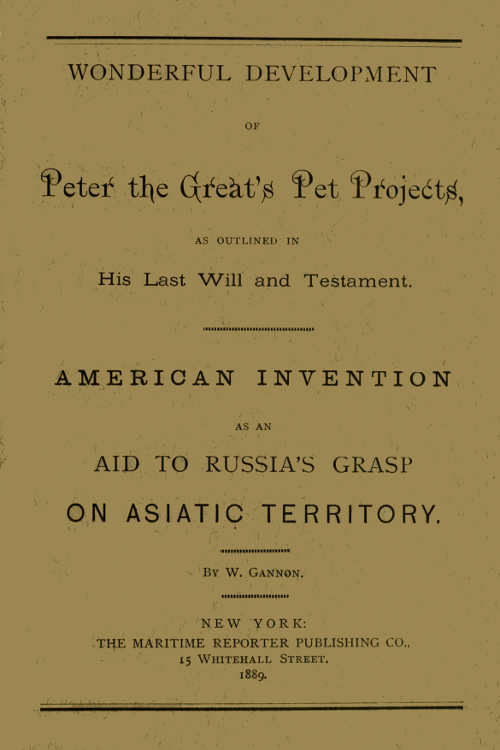 WONDERFUL DEVELOPMENT
OF
Peter the Great's Pet Projects,
AS OUTLINED IN
His Last Will and Testament.
AMERICAN INVENTION
AS AN
AID TO RUSSIA'S GRASP
ON ASIATIC TERRITORY.
BY W. GANNON.
NEW YORK:
THE MARITIME REPORTER PUBLISHING CO.,
15 WHITEHALL STREET.
1889.